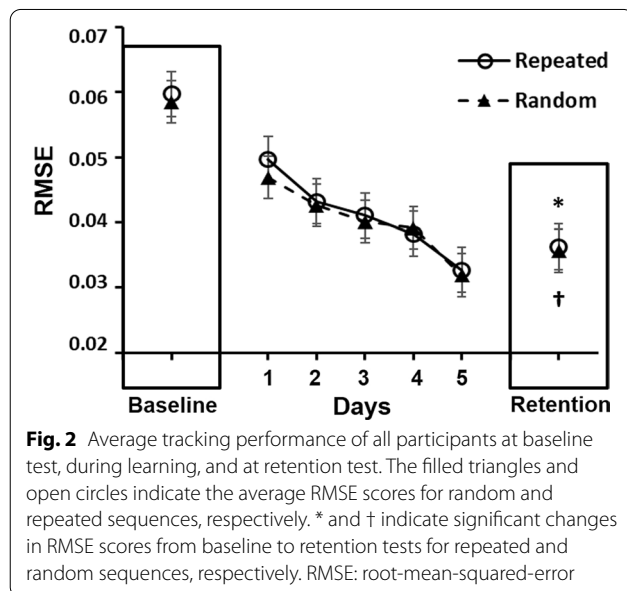 0.07
0.06
0.05
0.04
0.03
0.02
RMSE
Repeated
Random
*
†
1 2 3 4 5
Baseline Days Retention
Fig. 2 Average tracking performance of all participants at baseline
test, during learning, and at retention test. The filled triangles and
open circles indicate the average RMSE scores for random and
repeated sequences, respectively. * and † indicate significant changes
in RMSE scores from baseline to retention tests for repeated and
random sequences, respectively. RMSE: root-mean-squared-error